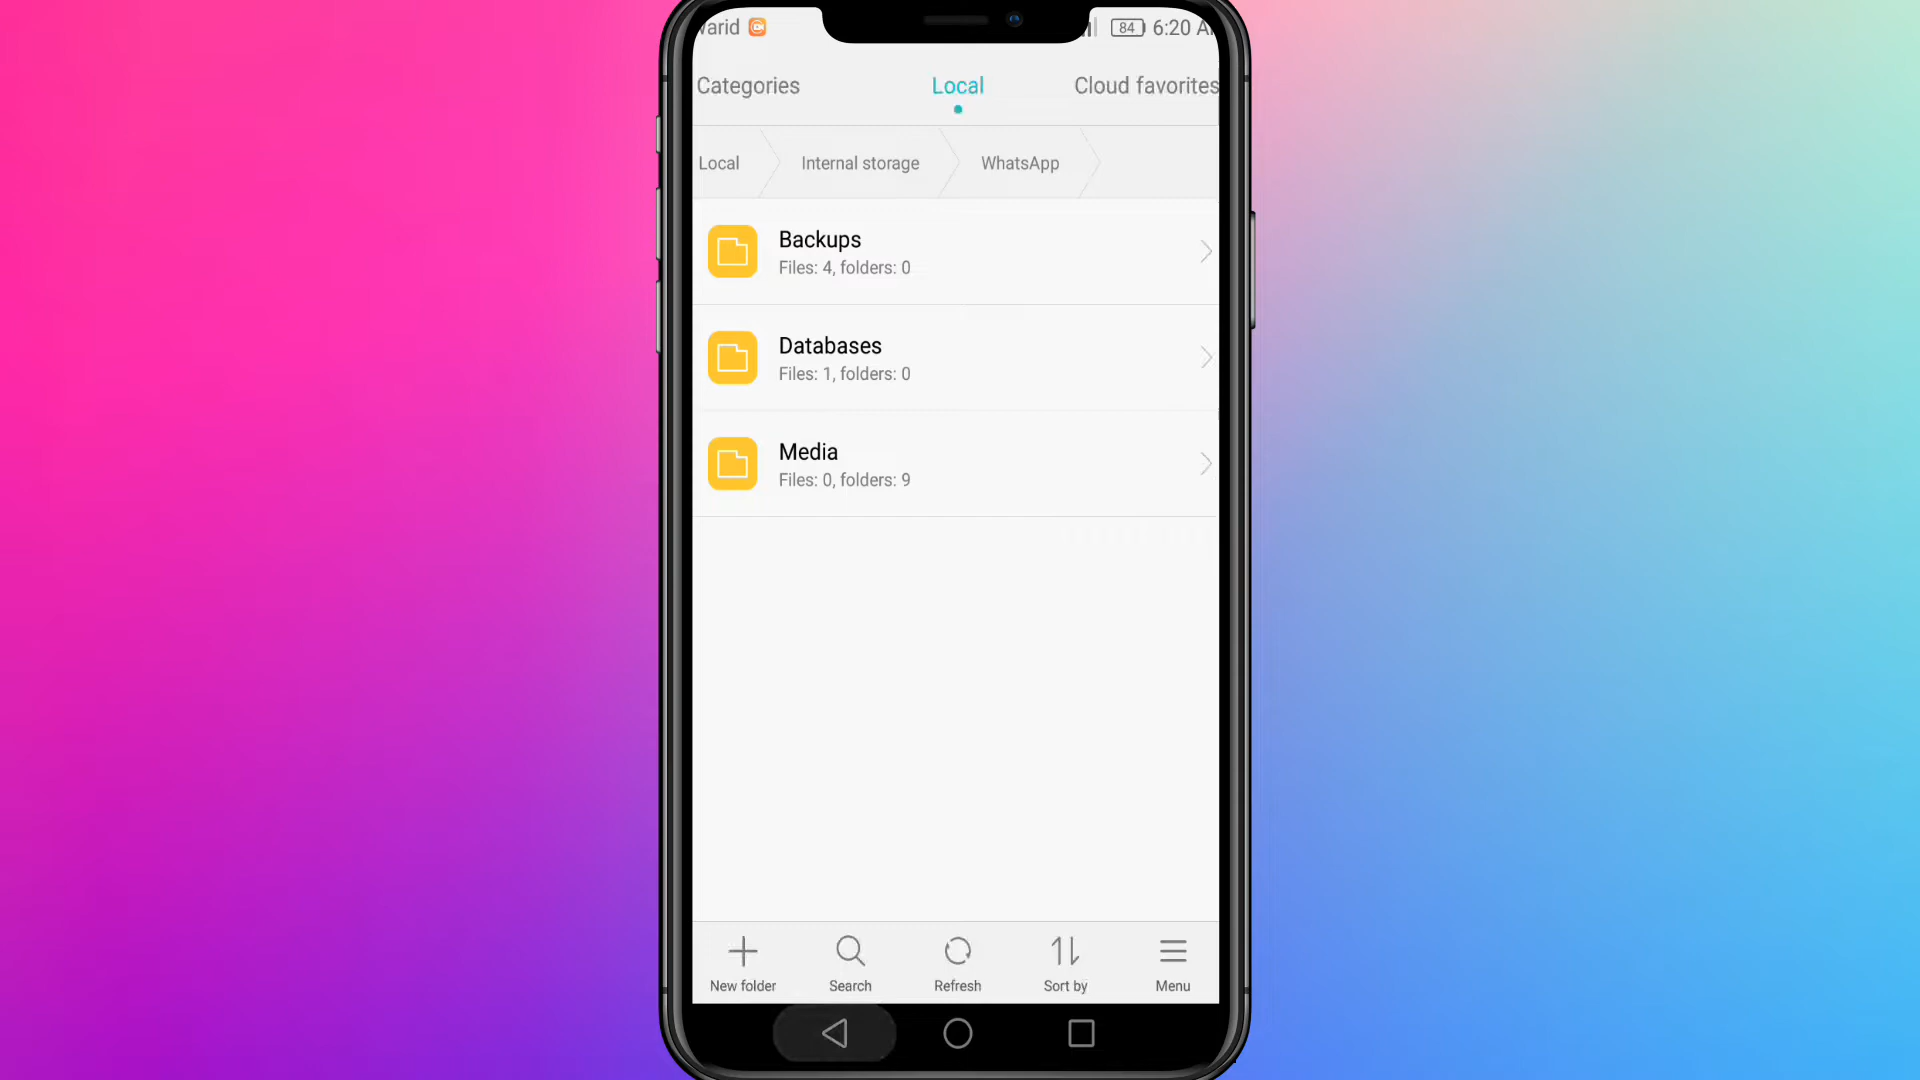 84 6:20
Categories Local Cloud favorites
Local Internal storage WhatsApp
Backups
Files: 4, folders: 0
Databases
Files: 1, folders: 0
Media
Files: 0, folders: 9
New folder Search Refresh Sort by Menu